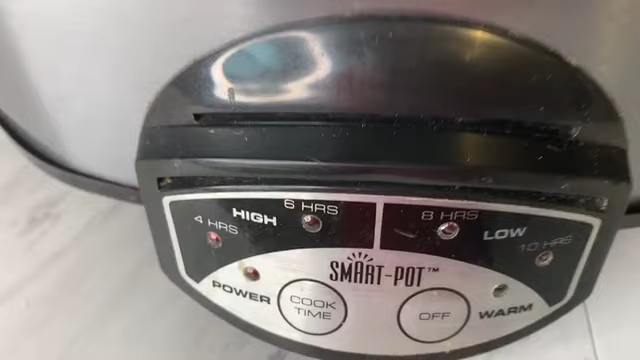 4 HRS
HIGH
6 HRS
8 HRS
LOW
10 HRS
SMART-POT™
POWER
COOK
TIME
OFF
WARM